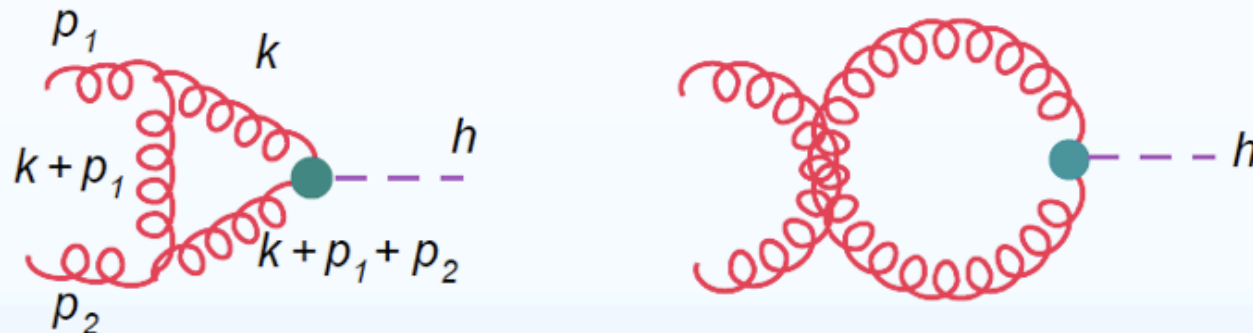 p₁
k
h
k + p₁
k + p₁ + p₂
p₂
h